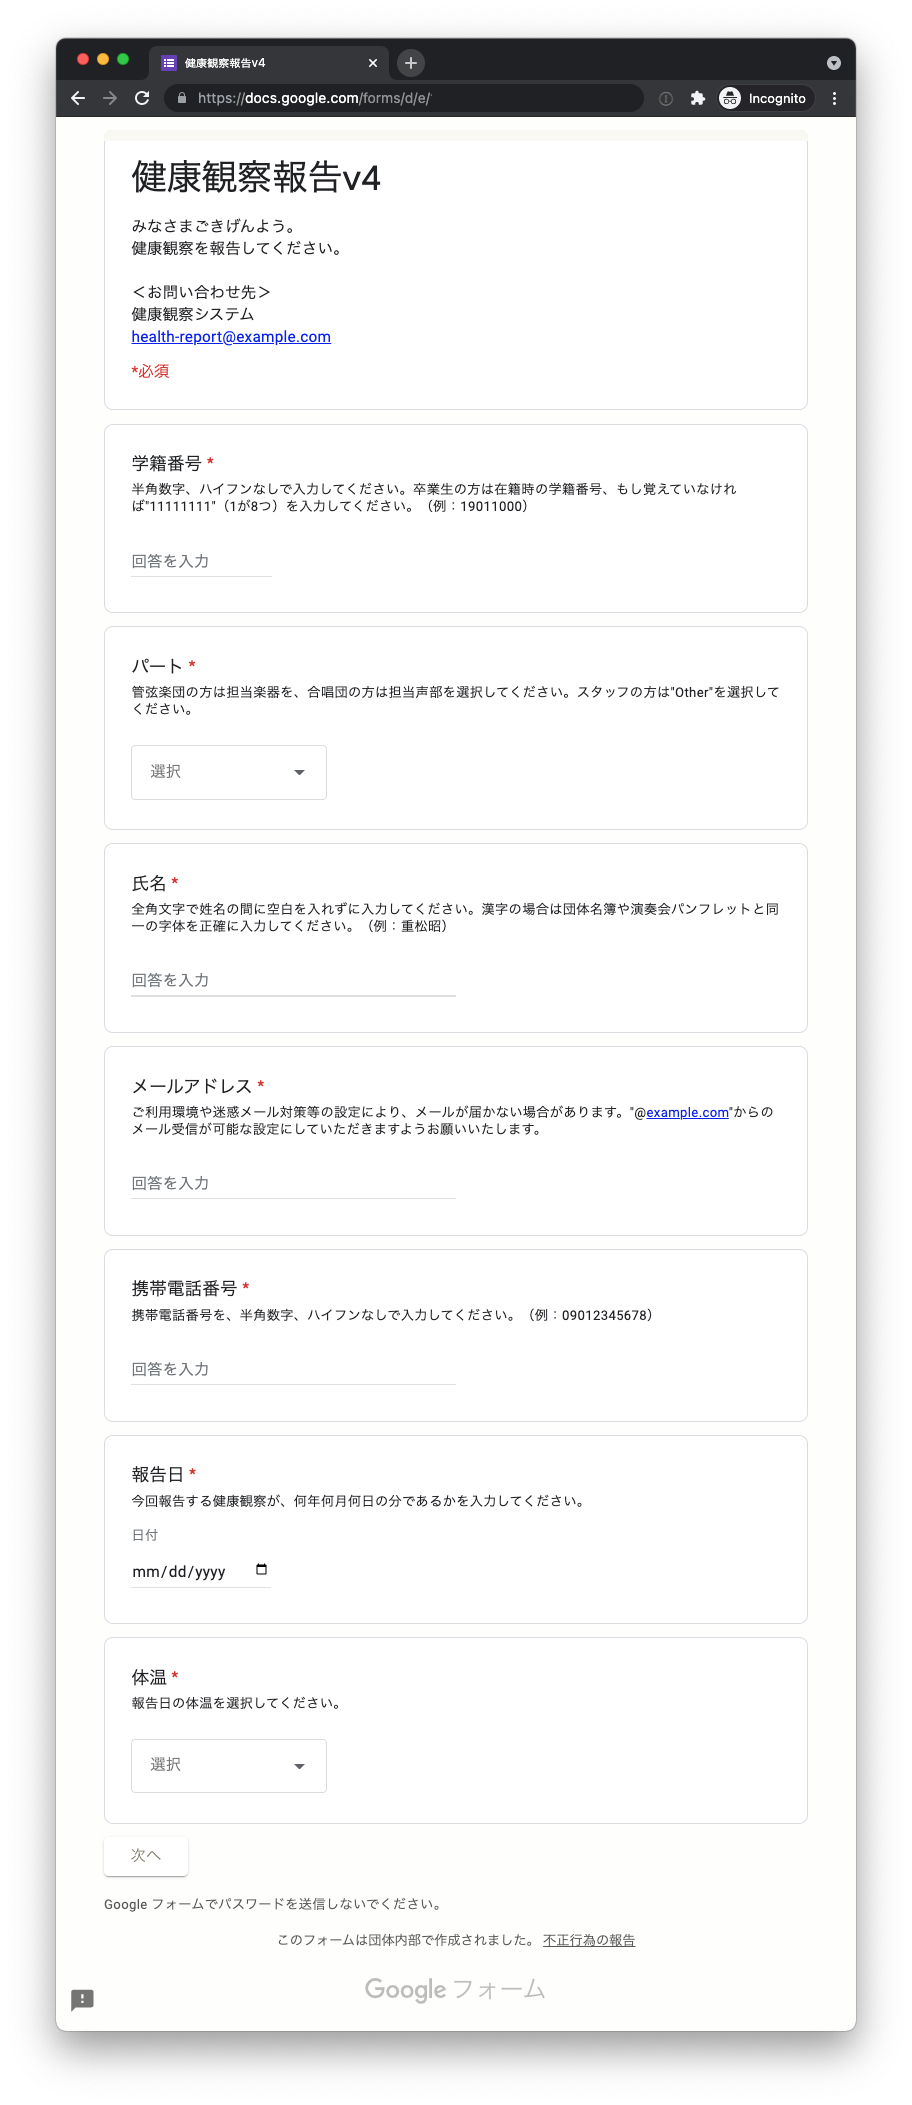 健康観察報告v4
https://docs.google.com/forms/d/e/
Incognito
健康観察報告v4
みなさまごきげんよう。
健康観察を報告してください。
＜お問い合わせ先＞
健康観察システム
health-report@example.com
*必須
学籍番号 *
半角数字、ハイフンなしで入力してください。卒業生の方は在籍時の学籍番号、もし覚えていなけれ
ば"11111111"（1が8つ）を入力してください。（例：19011000）
回答を入力
パート *
管弦楽団の方は担当楽器を、合唱団の方は担当声部を選択してください。スタッフの方は"Other"を選択して
ください。
選択
氏名 *
全角文字で姓名の間に空白を入れずに入力してください。漢字の場合は団体名簿や演奏会パンフレットと同
一の字体を正確に入力してください。（例：重松昭）
回答を入力
メールアドレス *
ご利用環境や迷惑メール対策等の設定により、メールが届かない場合があります。"@example.com"からの
メール受信が可能な設定にしていただきますようお願いいたします。
回答を入力
携帯電話番号 *
携帯電話番号を、半角数字、ハイフンなしで入力してください。（例：09012345678）
回答を入力
報告日 *
今回報告する健康観察が、何年何月何日の分であるかを入力してください。
日付
mm/dd/yyyy
体温 *
報告日の体温を選択してください。
選択
次へ
Google フォームでパスワードを送信しないでください。
このフォームは団体内部で作成されました。 不正行為の報告
Google フォーム